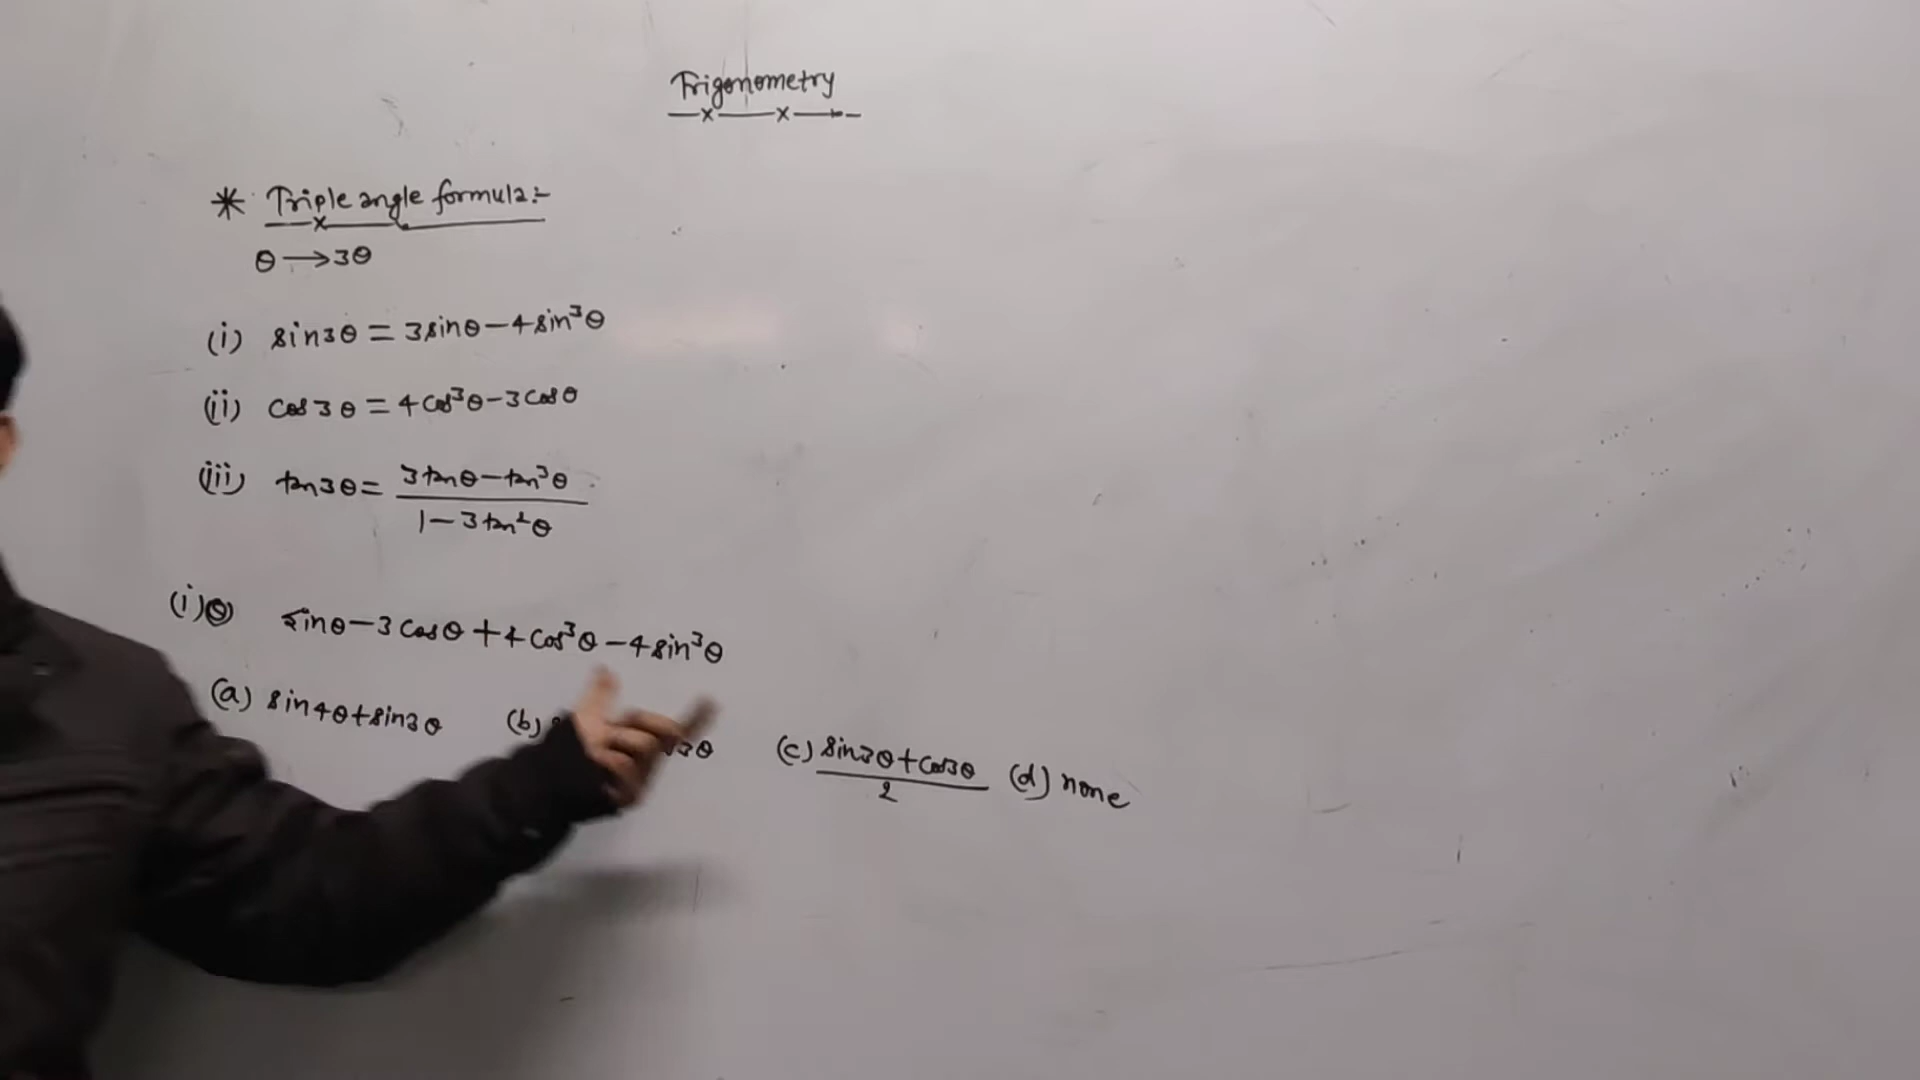 Trigonometry
* Triple angle formula:-
θ → 3θ
(i) sin3θ = 3sinθ - 4sin³θ
(ii) cos3θ = 4cos³θ - 3cosθ
(iii) tan3θ = (3tanθ - tan³θ) / (1 - 3tan²θ)
(i) sinθ - 3cosθ + 4cos³θ - 4sin³θ
(a) sin4θ + sin3θ (b) 3θ (c) (sin3θ + cos3θ) / 2 (d) none